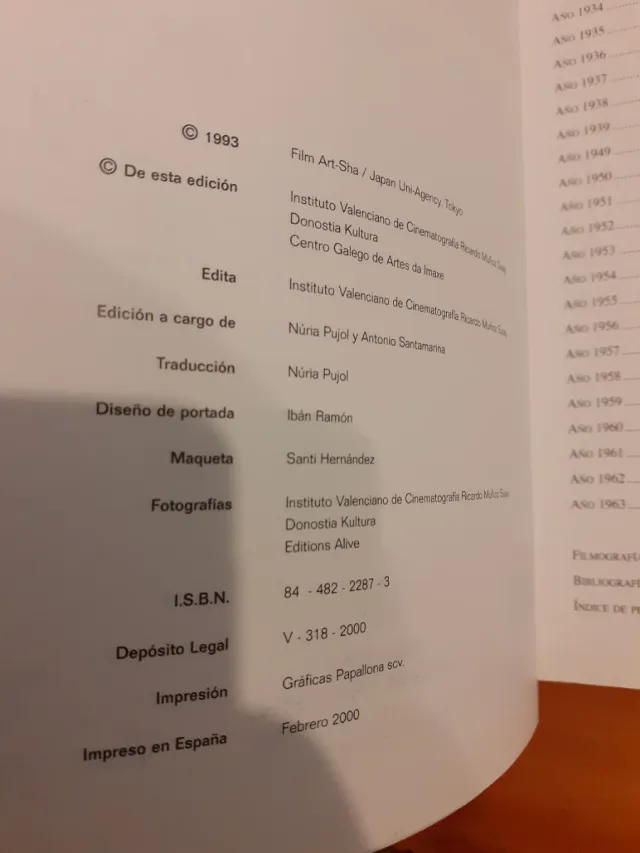 © 1993 Film Art-Sha / Japan Uni-Agency, Tokyo
© De esta edición Instituto Valenciano de Cinematografía Ricardo Muñoz Suay
Donostia Kultura
Centro Galego de Artes da Imaxe
Edita Instituto Valenciano de Cinematografía Ricardo Muñoz Suay
Edición a cargo de Núria Pujol y Antonio Santamarina
Traducción Núria Pujol
Diseño de portada Ibán Ramón
Maqueta Santi Hernández
Fotografías Instituto Valenciano de Cinematografía Ricardo Muñoz Suay
Donostia Kultura
Editions Alive
I.S.B.N. 84 - 482 - 2287 - 3
Depósito Legal V - 318 - 2000
Impresión Gráficas Papallona scv.
Impreso en España Febrero 2000
Año 1934
Año 1935
Año 1936
Año 1937
Año 1938
Año 1939
Año 1949
Año 1950
Año 1951
Año 1952
Año 1953
Año 1954
Año 1955
Año 1956
Año 1957
Año 1958
Año 1959
Año 1960
Año 1961
Año 1962
Año 1963
Filmografí
Bibliografí
Índice de pe